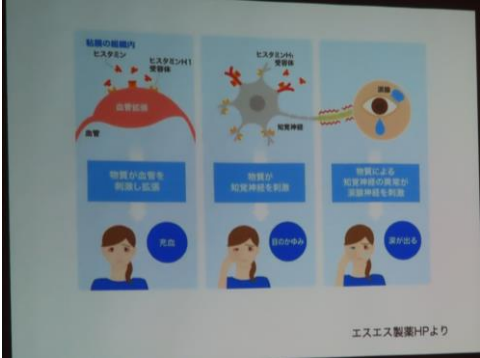 粘膜の組織内
ヒスタミン
ヒスタミンH1
受容体
血管拡張
血管
物質が血管を
刺激し拡張
充血
ヒスタミンH₁
受容体
知覚神経
物質が
知覚神経を刺激
目のかゆみ
涙腺
物質による
知覚神経の異常が
涙腺神経を刺激
涙が出る
エスエス製薬HPより